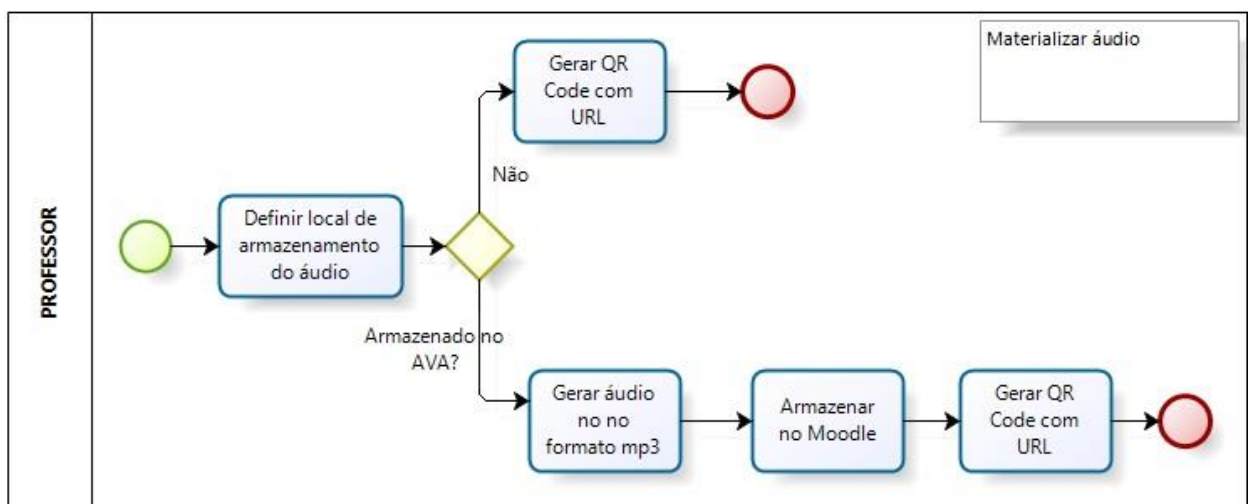 PROFESSOR
Materializar áudio
Gerar QR
Code com
URL
Não
Definir local de
armazenamento
do áudio
Armazenado no
AVA?
Gerar áudio
no no
formato mp3
Armazenar
no Moodle
Gerar QR
Code com
URL